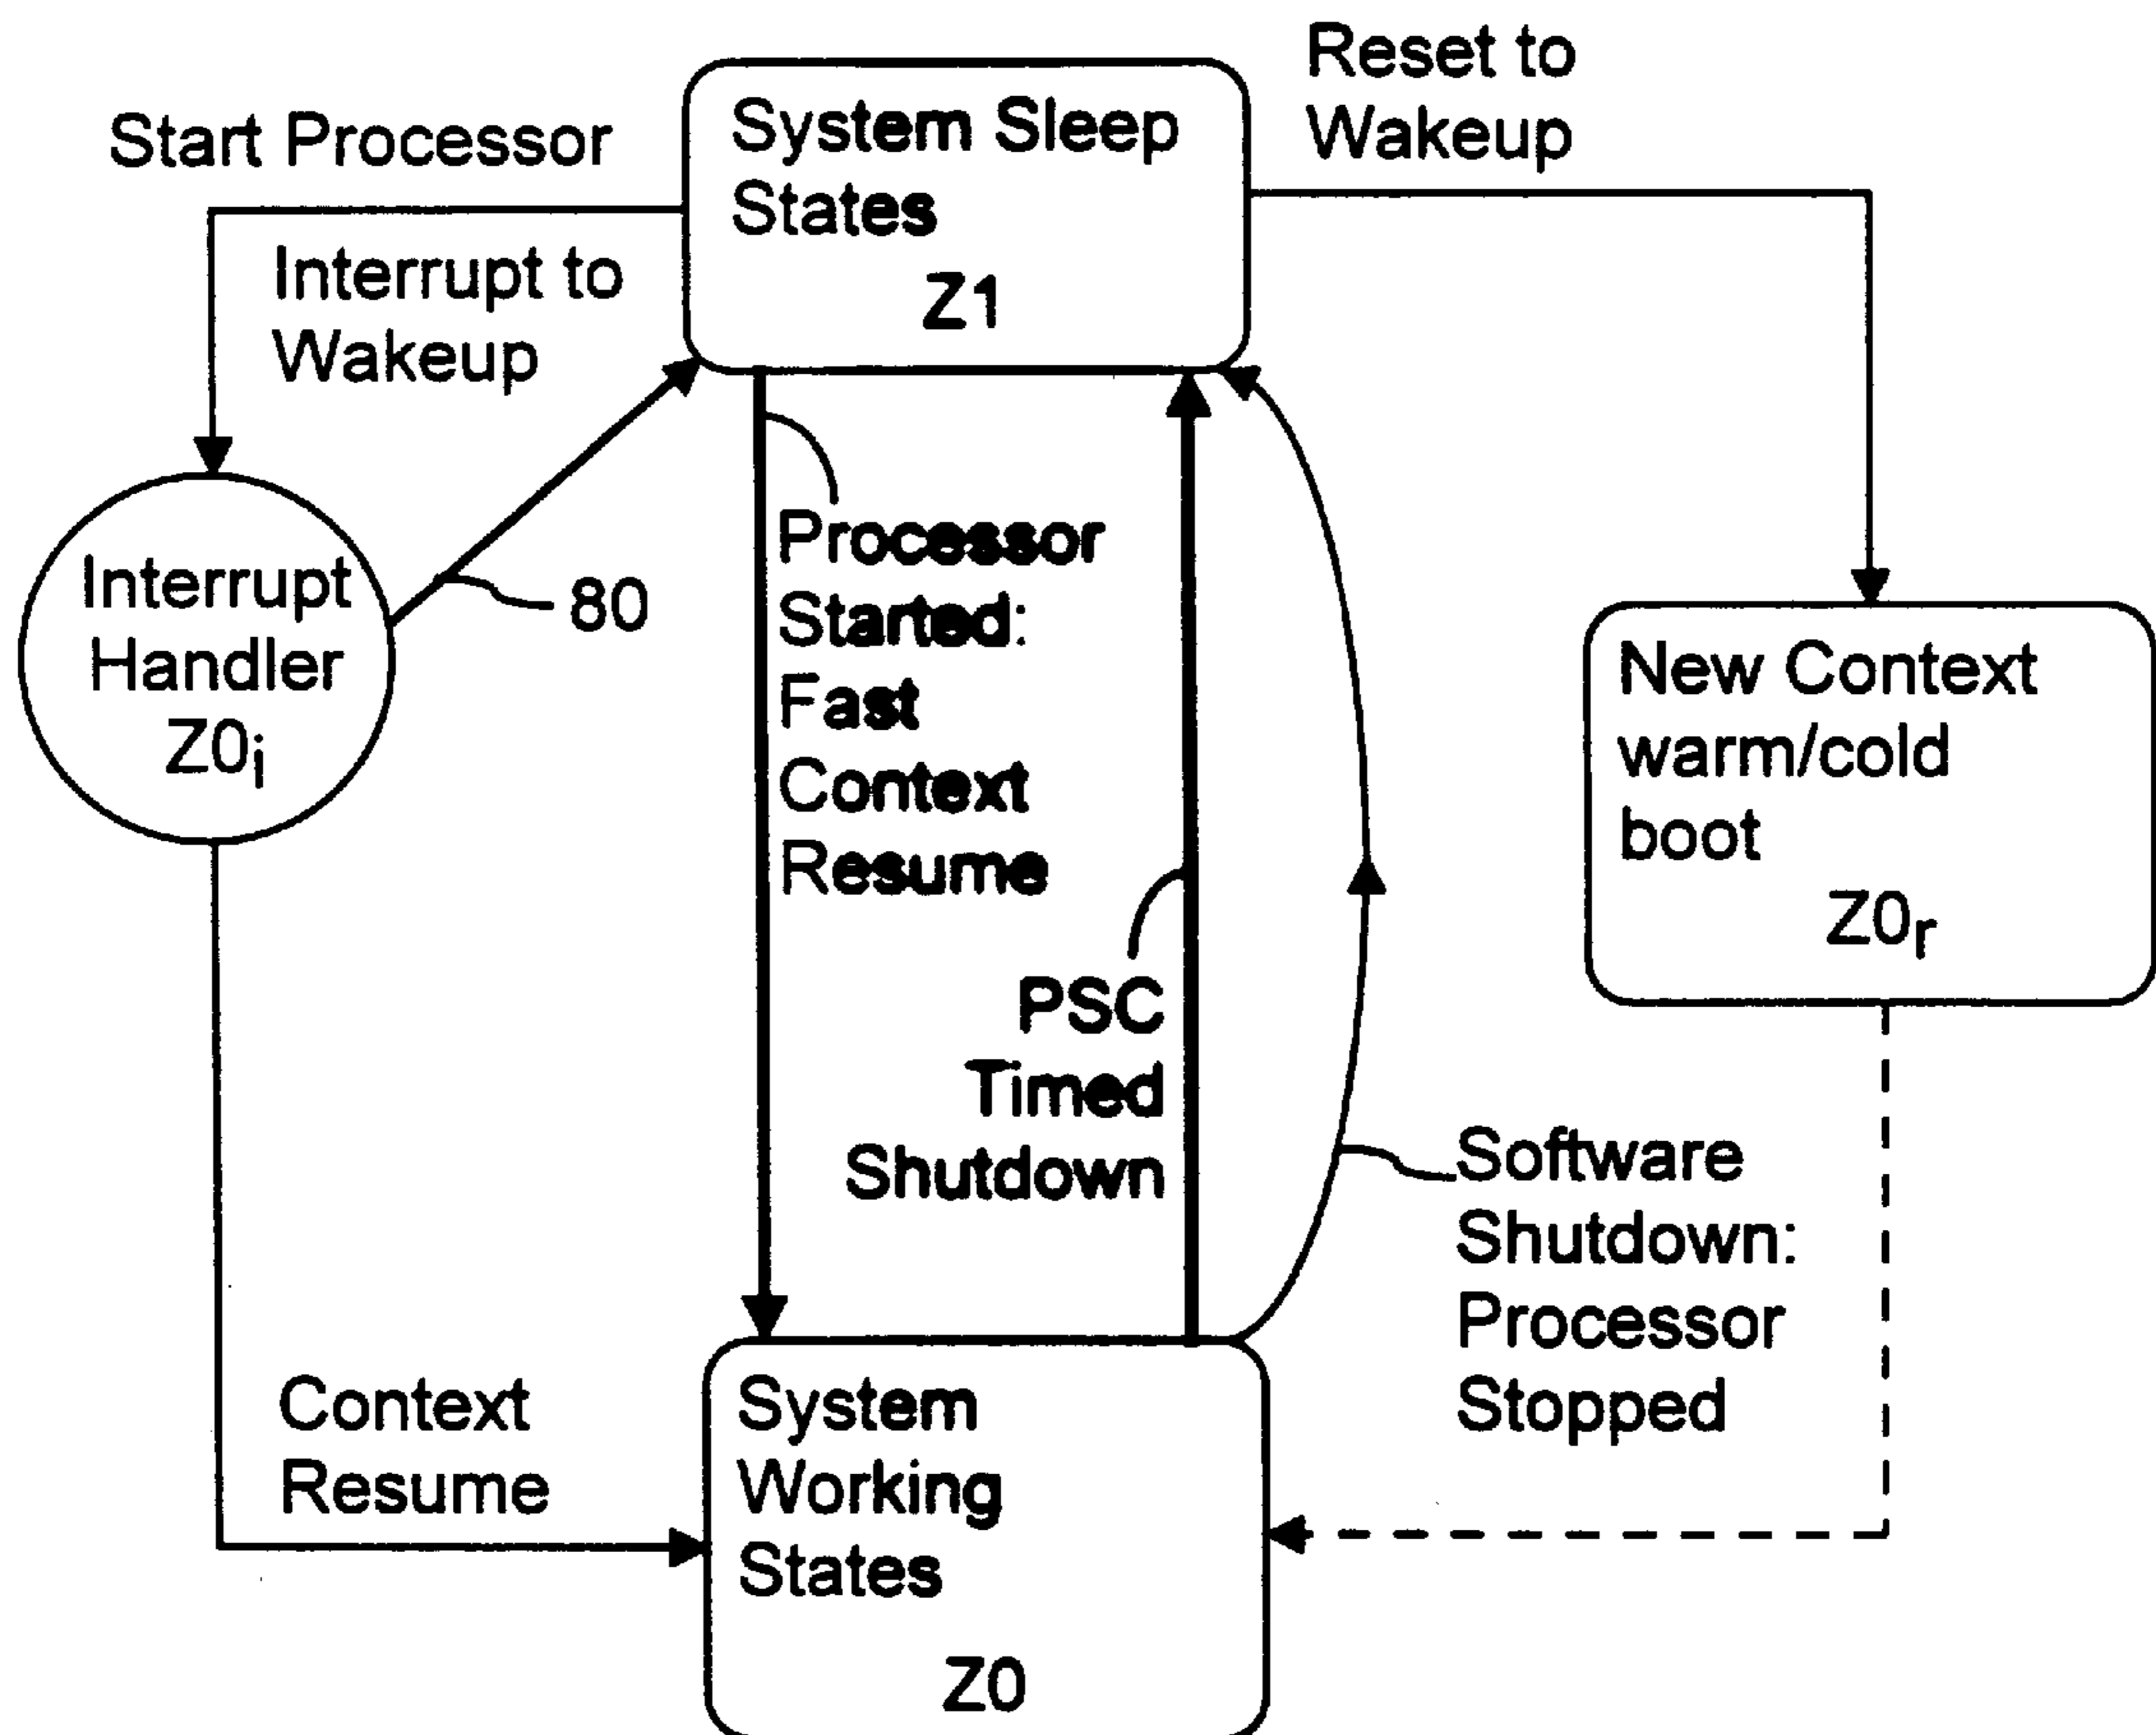 Reset to
Wakeup
Start Processor
System Sleep
States
Z1
Interrupt to
Wakeup
Interrupt
Handler
Z0i
80
Processor
Started:
Fast
Context
Resume
New Context
warm/cold
boot
Z0r
PSC
Timed
Shutdown
Software
Shutdown:
Processor
Stopped
Context
Resume
System
Working
States
Z0